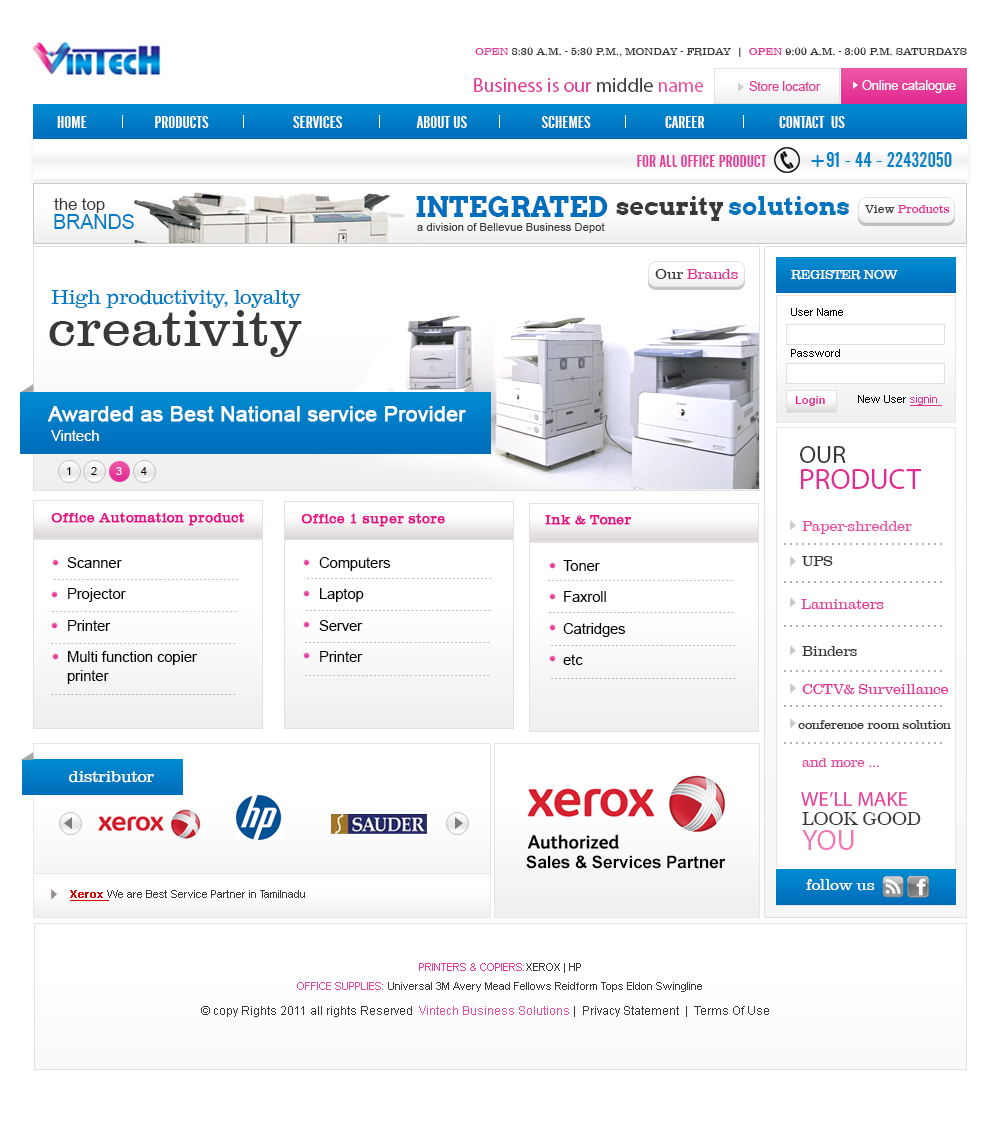 VINTECH
OPEN 8:30 A.M. - 5:30 P.M., MONDAY - FRIDAY | OPEN 9:00 A.M. - 3:00 P.M. SATURDAYS
Business is our middle name
Store locator
Online catalogue
HOME PRODUCTS SERVICES ABOUT US SCHEMES CAREER CONTACT US
FOR ALL OFFICE PRODUCT +91 - 44 - 22432050
the top
BRANDS
INTEGRATED security solutions
a division of Bellevue Business Depot
View Products
Our Brands
High productivity, loyalty
creativity
Awarded as Best National service Provider
Vintech
1 2 3 4
REGISTER NOW
User Name
Password
Login
New User signin
OUR
PRODUCT
Paper-shredder
UPS
Laminaters
Binders
CCTV& Surveillance
conference room solution
and more ...
WE'LL MAKE
LOOK GOOD
YOU
follow us
Office Automation product
Scanner
Projector
Printer
Multi function copier
printer
Office 1 super store
Computers
Laptop
Server
Printer
Ink & Toner
Toner
Faxroll
Catridges
etc
distributor
xerox
hp
SAUDER
Xerox We are Best Service Partner in Tamilnadu
xerox
Authorized
Sales & Services Partner
PRINTERS & COPIERS:XEROX | HP
OFFICE SUPPLIES: Universal 3M Avery Mead Fellows Reidform Tops Eldon Swingline
© copy Rights 2011 all rights Reserved Vintech Business Solutions | Privacy Statement | Terms Of Use